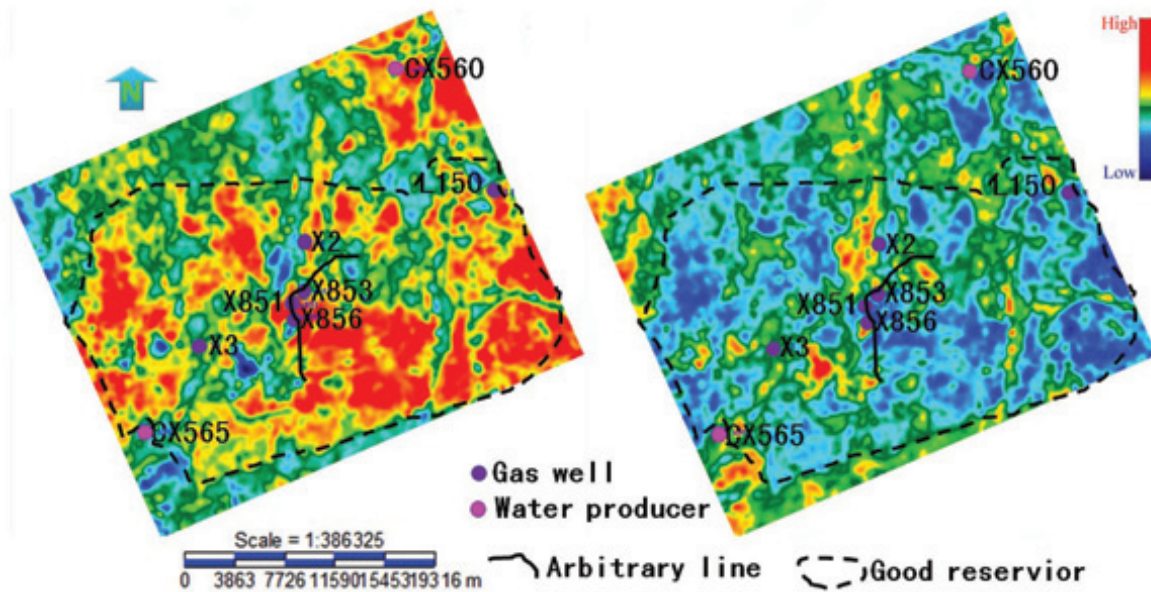 High
Low
N
CX560
L150
X2
X853
X851
X856
X3
CX565
CX560
L150
X2
X853
X851
X856
X3
CX565
Gas well
Water producer
Scale = 1:386325
0 3863 7726 11590 15453 19316 m
Arbitrary line
Good reservior